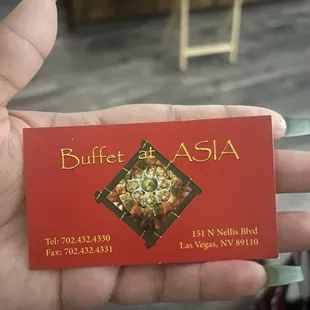 Buffet at ASIA
Tel: 702.432.4330
Fax: 702.432.4331
151 N Nellis Blvd
Las Vegas, NV 89110